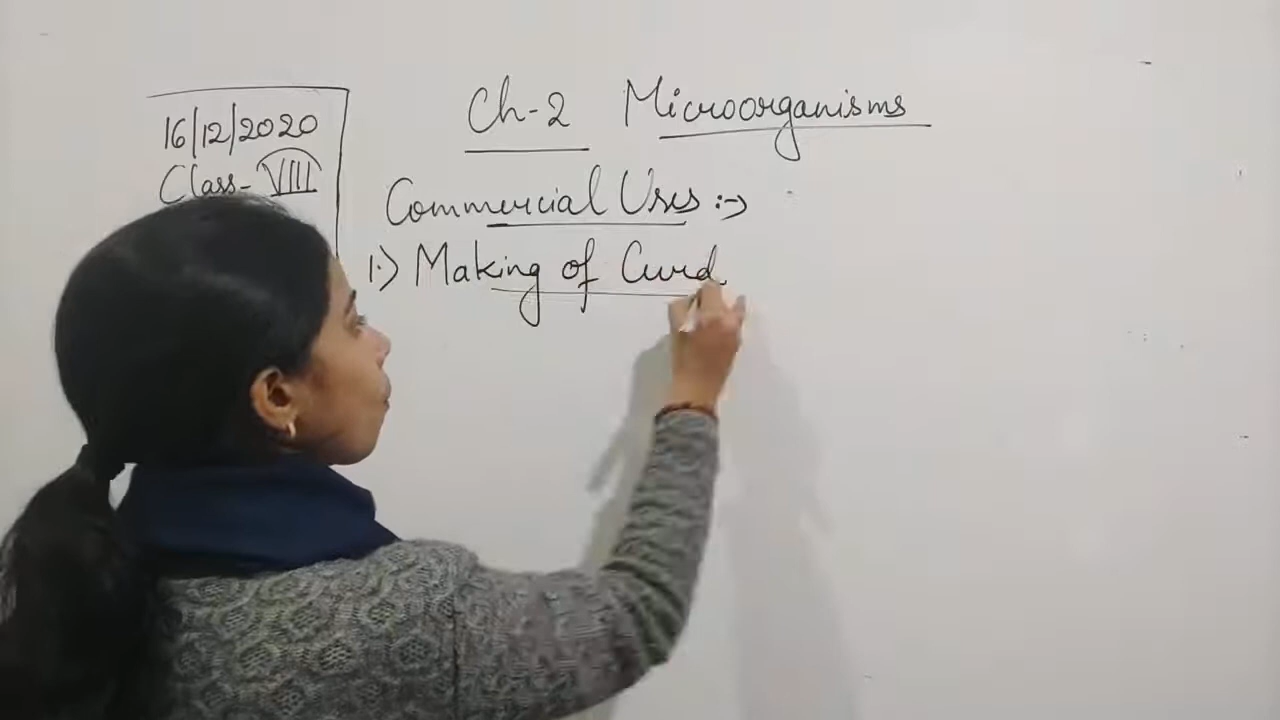 16/12/2020
Class- VIII
Ch-2 Microorganisms
Commercial Uses :->
1.) Making of Curd